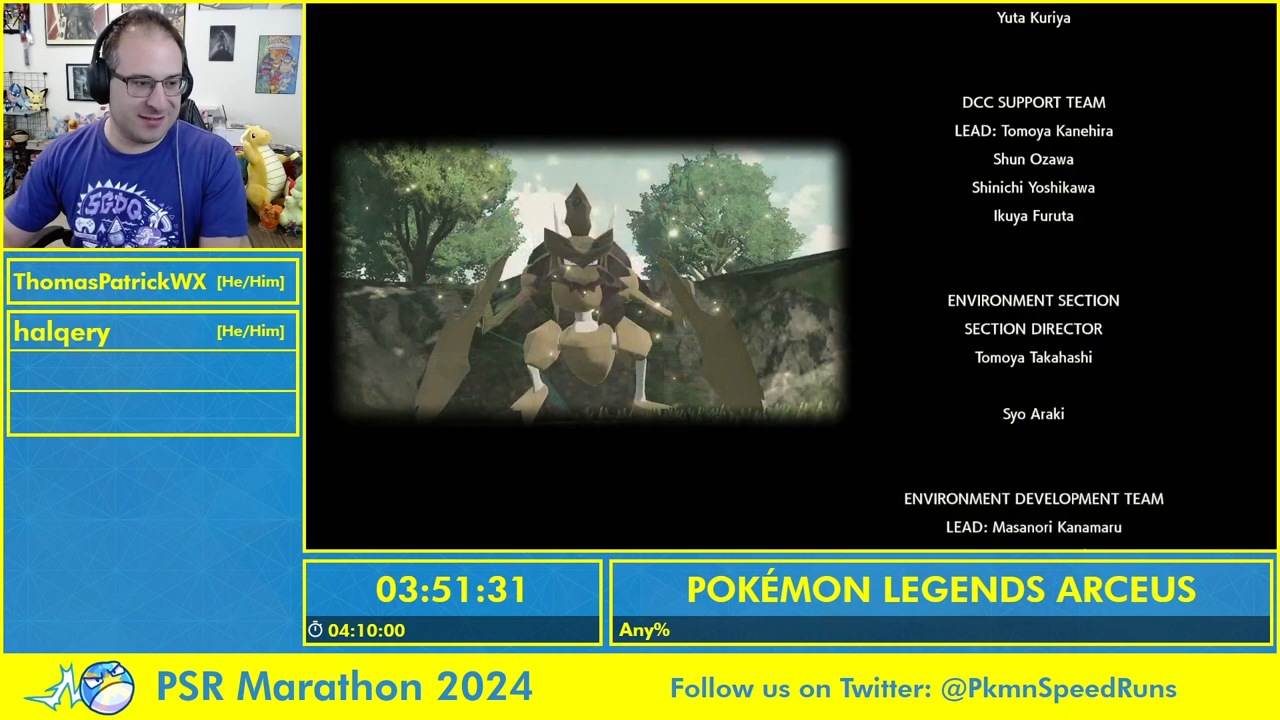 SGDQ
ThomasPatrickWX [He/Him]
halqery [He/Him]
Yuta Kuriya
DCC SUPPORT TEAM
LEAD: Tomoya Kanehira
Shun Ozawa
Shinichi Yoshikawa
Ikuya Furuta
ENVIRONMENT SECTION
SECTION DIRECTOR
Tomoya Takahashi
Syo Araki
ENVIRONMENT DEVELOPMENT TEAM
LEAD: Masanori Kanamaru
03:51:31
04:10:00
POKÉMON LEGENDS ARCEUS
Any%
PSR Marathon 2024
Follow us on Twitter: @PkmnSpeedRuns